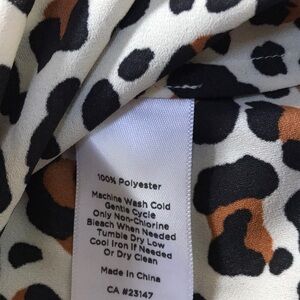 100% Polyester
Machine Wash Cold
Gentle Cycle
Only Non-Chlorine
Bleach When Needed
Tumble Dry Low
Cool Iron If Needed
Or Dry Clean
Made In China
CA #23147